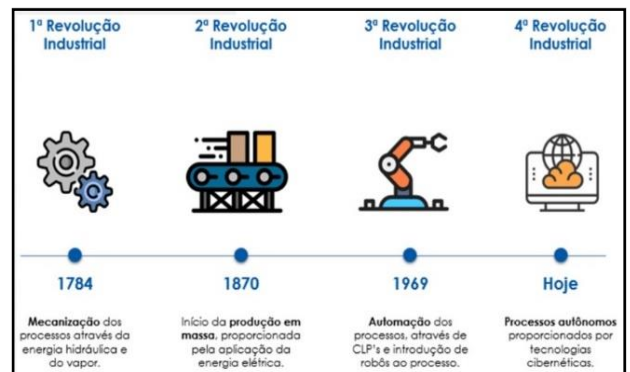 1ª Revolução
Industrial
2ª Revolução
Industrial
3ª Revolução
Industrial
4ª Revolução
Industrial
1784
1870
1969
Hoje
Mecanização dos
processos através da
energia hidráulica e
do vapor.
Início da produção em
massa, proporcionada
pela aplicação da
energia elétrica.
Automação dos
processos, através de
CLP's e introdução de
robôs ao processo.
Processos autônomos
proporcionados por
tecnologias
cibernéticas.